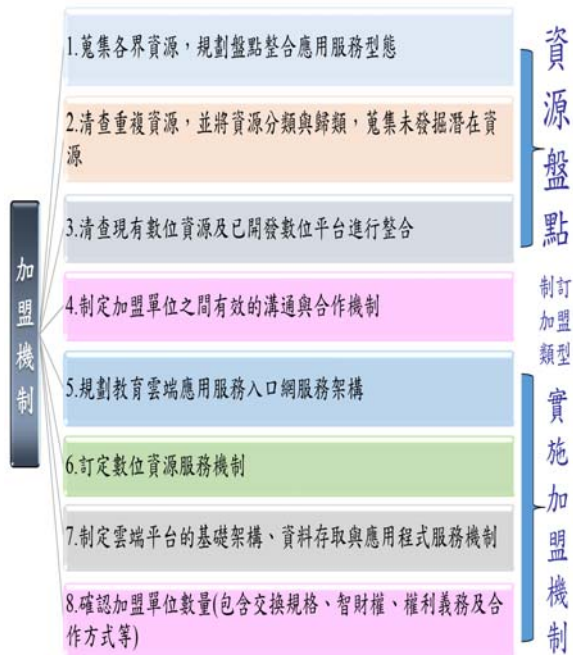 加盟機制
1.蒐集各界資源，規劃盤點整合應用服務型態
2.清查重複資源，並將資源分類與歸類，蒐集未發掘潛在資
源
3.清查現有數位資源及已開發數位平台進行整合
4.制定加盟單位之間有效的溝通與合作機制
5.規劃教育雲端應用服務入口網服務架構
6.訂定數位資源服務機制
7.制定雲端平台的基礎架構、資料存取與應用程式服務機制
8.確認加盟單位數量(包含交換規格、智財權、權利義務及合
作方式等)
資源盤點
制訂
加盟
類型
實施加盟機制